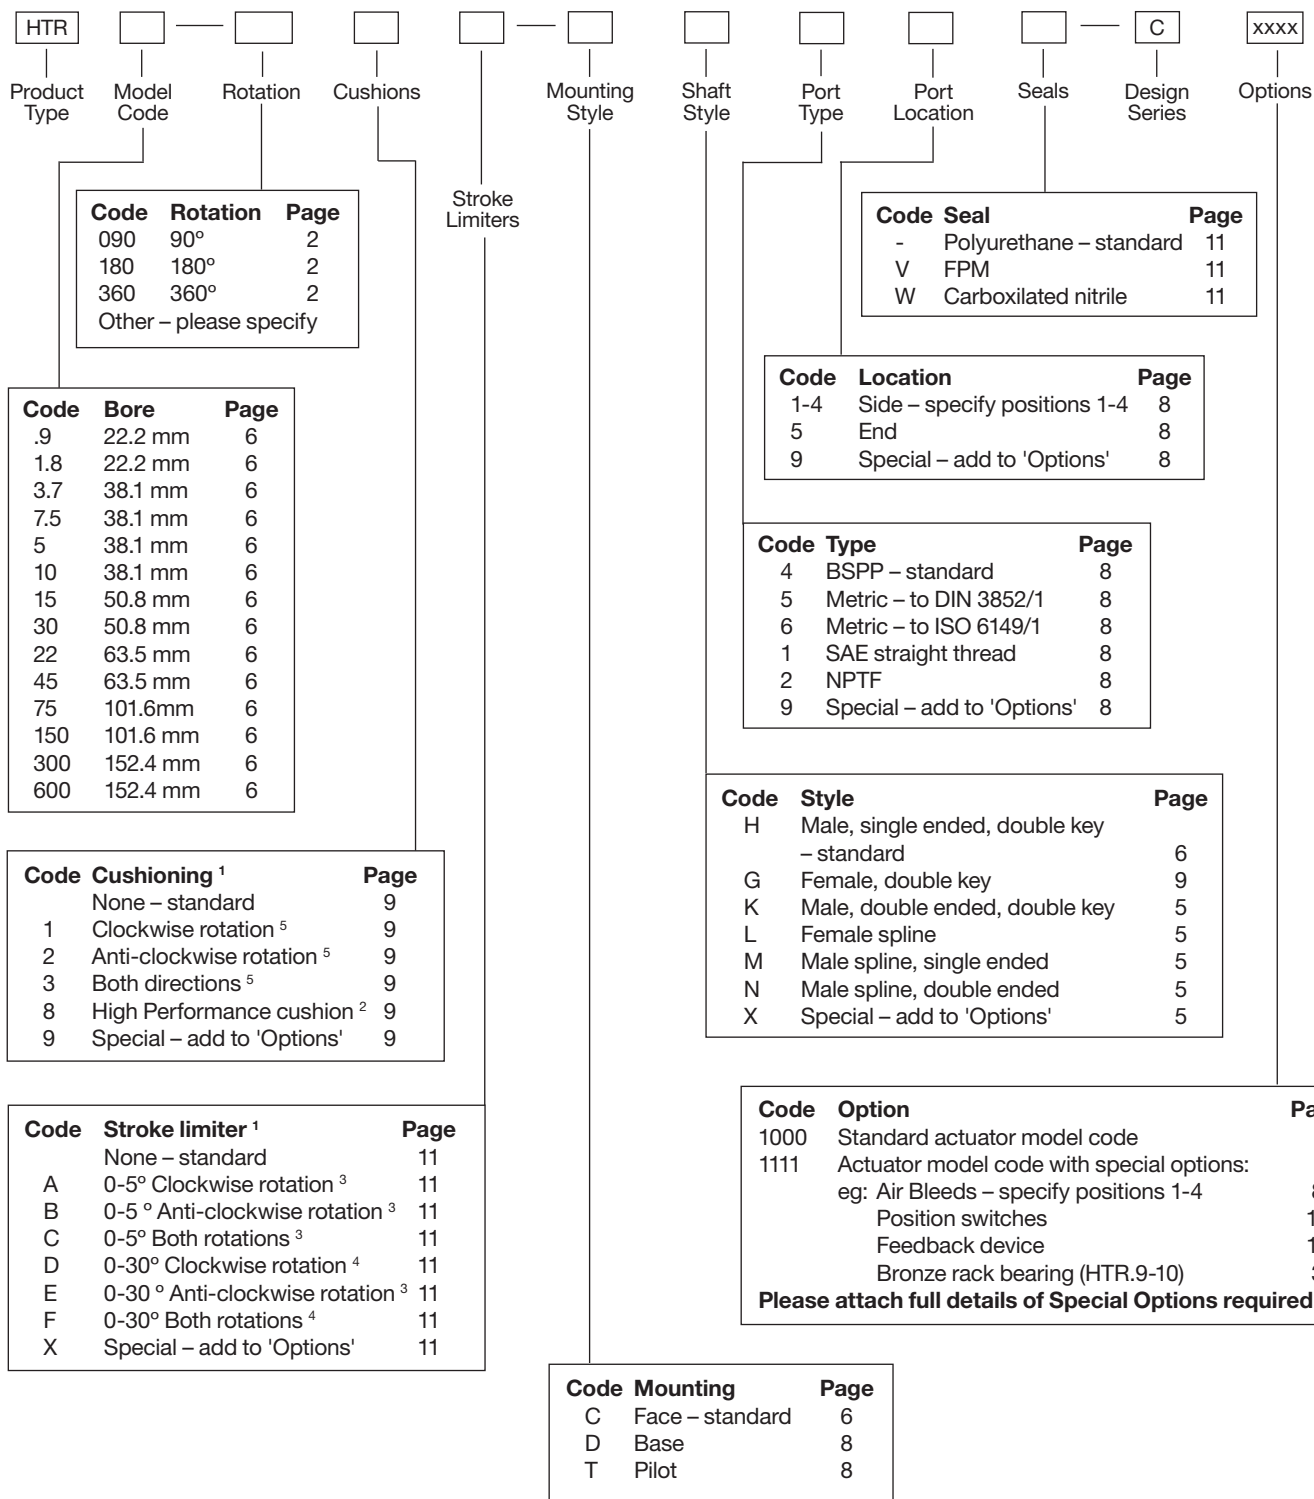 HTR C xxxx
Product Type
Model Code
Rotation
Cushions
Stroke Limiters
Mounting Style
Shaft Style
Port Type
Port Location
Seals
Design Series
Options
Code Rotation Page
090 90º 2
180 180º 2
360 360º 2
Other – please specify
Code Seal Page
- Polyurethane – standard 11
V FPM 11
W Carboxilated nitrile 11
Code Bore Page
.9 22.2 mm 6
1.8 22.2 mm 6
3.7 38.1 mm 6
7.5 38.1 mm 6
5 38.1 mm 6
10 38.1 mm 6
15 50.8 mm 6
30 50.8 mm 6
22 63.5 mm 6
45 63.5 mm 6
75 101.6mm 6
150 101.6 mm 6
300 152.4 mm 6
600 152.4 mm 6
Code Location Page
1-4 Side – specify positions 1-4 8
5 End 8
9 Special – add to 'Options' 8
Code Type Page
4 BSPP – standard 8
5 Metric – to DIN 3852/1 8
6 Metric – to ISO 6149/1 8
1 SAE straight thread 8
2 NPTF 8
9 Special – add to 'Options' 8
Code Style Page
H Male, single ended, double key
– standard 6
G Female, double key 9
K Male, double ended, double key 5
L Female spline 5
M Male spline, single ended 5
N Male spline, double ended 5
X Special – add to 'Options' 5
Code Cushioning 1 Page
None – standard 9
1 Clockwise rotation 5 9
2 Anti-clockwise rotation 5 9
3 Both directions 5 9
8 High Performance cushion 2 9
9 Special – add to 'Options' 9
Code Stroke limiter 1 Page
None – standard 11
A 0-5º Clockwise rotation 3 11
B 0-5 º Anti-clockwise rotation 3 11
C 0-5º Both rotations 3 11
D 0-30º Clockwise rotation 4 11
E 0-30 º Anti-clockwise rotation 3 11
F 0-30º Both rotations 4 11
X Special – add to 'Options' 11
Code Option
1000 Standard actuator model code
1111 Actuator model code with special options:
eg: Air Bleeds – specify positions 1-4
Position switches
Feedback device
Bronze rack bearing (HTR.9-10)
Please attach full details of Special Options required
Code Mounting Page
C Face – standard 6
D Base 8
T Pilot 8